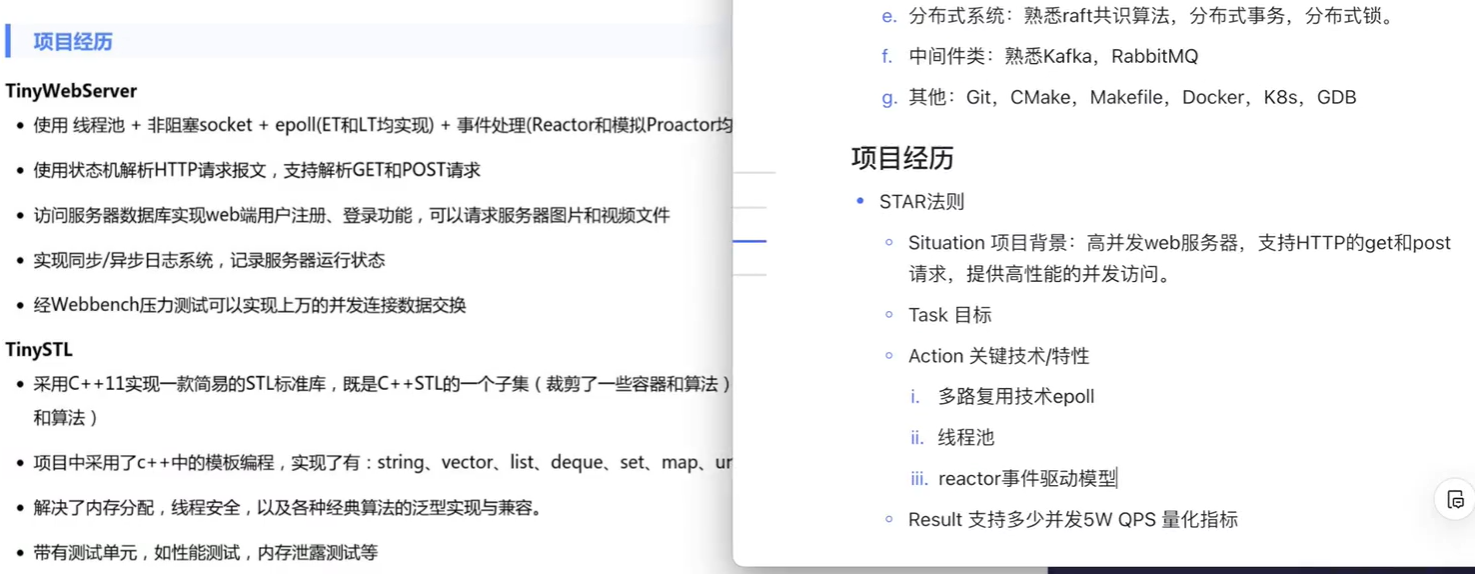 项目经历
TinyWebServer
• 使用 线程池 + 非阻塞socket + epoll(ET和LT均实现) + 事件处理(Reactor和模拟Proactor均
• 使用状态机解析HTTP请求报文，支持解析GET和POST请求
• 访问服务器数据库实现web端用户注册、登录功能，可以请求服务器图片和视频文件
• 实现同步/异步日志系统，记录服务器运行状态
• 经Webbench压力测试可以实现上万的并发连接数据交换
TinySTL
• 采用C++11实现一款简易的STL标准库，既是C++STL的一个子集（裁剪了一些容器和算法）
和算法）
• 项目中采用了c++中的模板编程，实现了有：string、vector、list、deque、set、map、ur
• 解决了内存分配，线程安全，以及各种经典算法的泛型实现与兼容。
• 带有测试单元，如性能测试，内存泄露测试等
e. 分布式系统：熟悉raft共识算法，分布式事务，分布式锁。
f. 中间件类：熟悉Kafka，RabbitMQ
g. 其他：Git，CMake，Makefile，Docker，K8s，GDB
项目经历
• STAR法则
◦ Situation 项目背景：高并发web服务器，支持HTTP的get和post
请求，提供高性能的并发访问。
◦ Task 目标
◦ Action 关键技术/特性
i. 多路复用技术epoll
ii. 线程池
iii. reactor事件驱动模型
◦ Result 支持多少并发5W QPS 量化指标